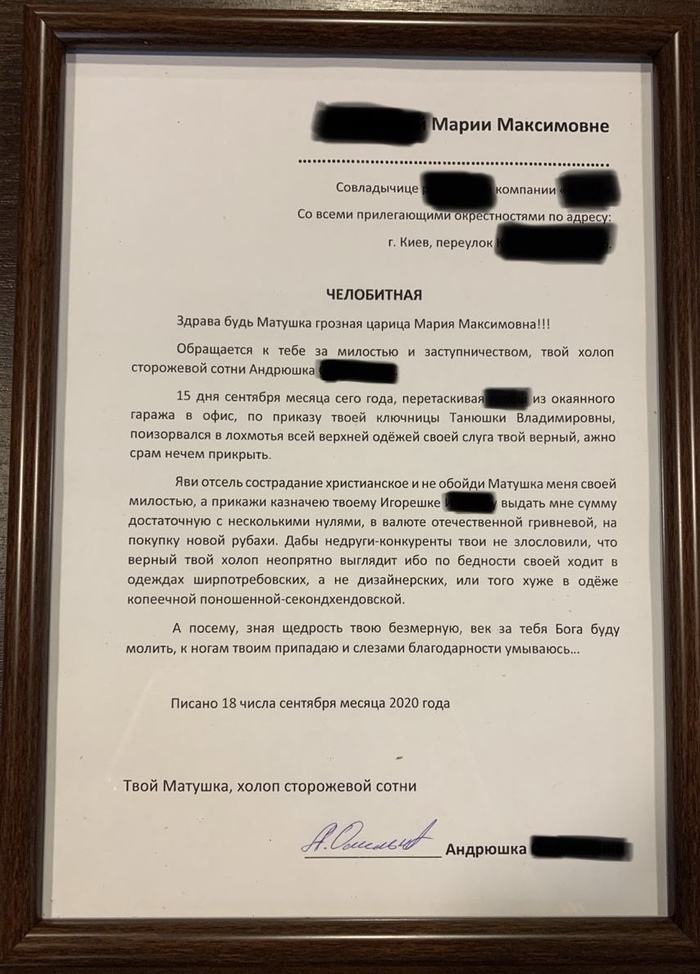 Марии Максимовне
Совладычице компании «
Со всеми прилегающими окрестностями по адресу:
г. Киев, переулок
ЧЕЛОБИТНАЯ
Здрава будь Матушка грозная царица Мария Максимовна!!!
Обращается к тебе за милостью и заступничеством, твой холоп
сторожевой сотни Андрюшка
15 дня сентября месяца сего года, перетаскивая из окаянного
гаража в офис, по приказу твоей ключницы Танюшки Владимировны,
поизорвался в лохмотья всей верхней одёжей своей слуга твой верный, ажно
срам нечем прикрыть.
Яви отсель сострадание христианское и не обойди Матушка меня своей
милостью, а прикажи казначею твоему Игорешке выдать мне сумму
достаточную с несколькими нулями, в валюте отечественной гривневой, на
покупку новой рубахи. Дабы недруги-конкуренты твои не злословили, что
верный твой холоп неопрятно выглядит ибо по бедности своей ходит в
одеждах ширпотребовских, а не дизайнерских, или того хуже в одёже
копеечной поношенной-секондхендовской.
А посему, зная щедрость твою безмерную, век за тебя Бога буду
молить, к ногам твоим припадаю и слезами благодарности умываюсь...
Писано 18 числа сентября месяца 2020 года
Твой Матушка, холоп сторожевой сотни
Андрюшка